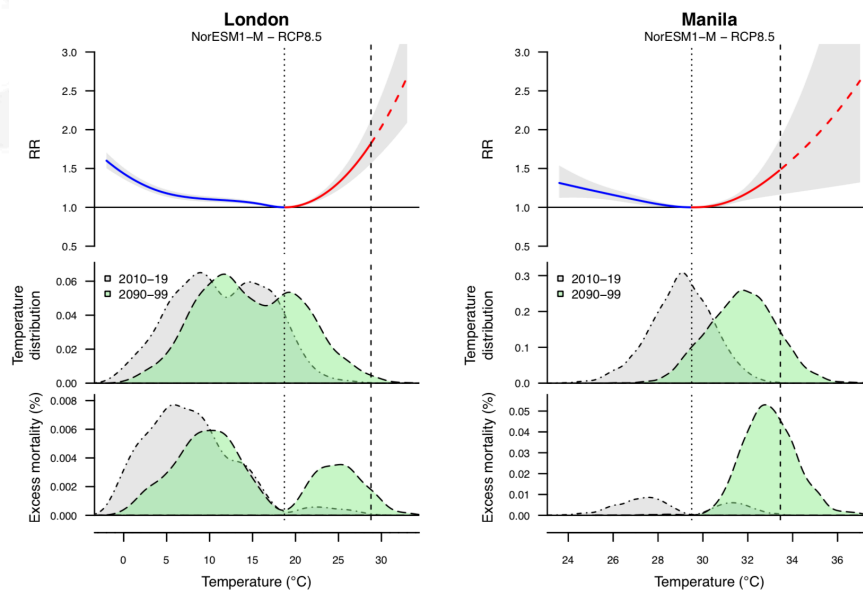 London
NorESM1−M − RCP8.5
3.0
2.5
2.0
1.5
1.0
0.5
RR
0.06
0.04
0.02
0.00
Temperature
distribution
2010−19
2090−99
0.008
0.006
0.004
0.002
0.000
Excess mortality (%)
0 5 10 15 20 25 30
Temperature (°C)
Manila
NorESM1−M − RCP8.5
3.0
2.5
2.0
1.5
1.0
0.5
RR
0.3
0.2
0.1
0.0
Temperature
distribution
2010−19
2090−99
0.05
0.04
0.03
0.02
0.01
0.00
Excess mortality (%)
24 26 28 30 32 34 36
Temperature (°C)